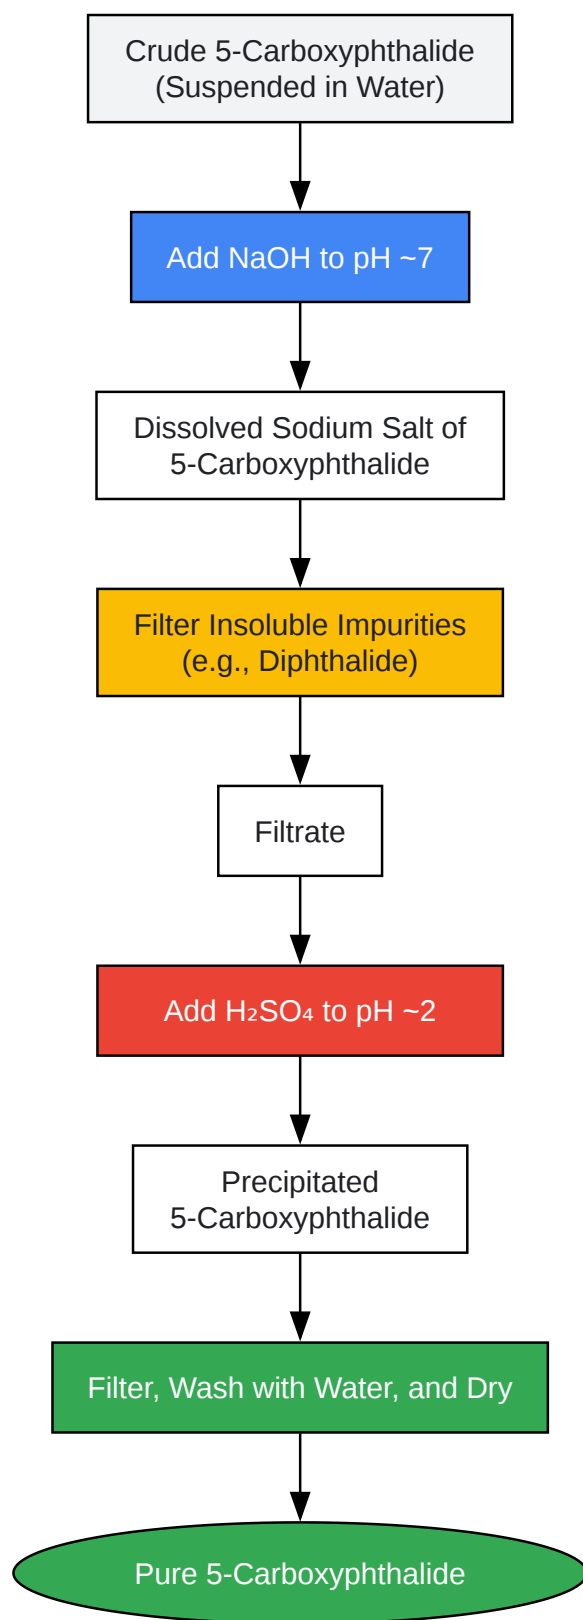 Crude 5-Carboxyphthalide
(Suspended in Water)
Add NaOH to pH ~7
Dissolved Sodium Salt of
5-Carboxyphthalide
Filter Insoluble Impurities
(e.g., Diphthalide)
Filtrate
Add H₂SO₄ to pH ~2
Precipitated
5-Carboxyphthalide
Filter, Wash with Water, and Dry
Pure 5-Carboxyphthalide